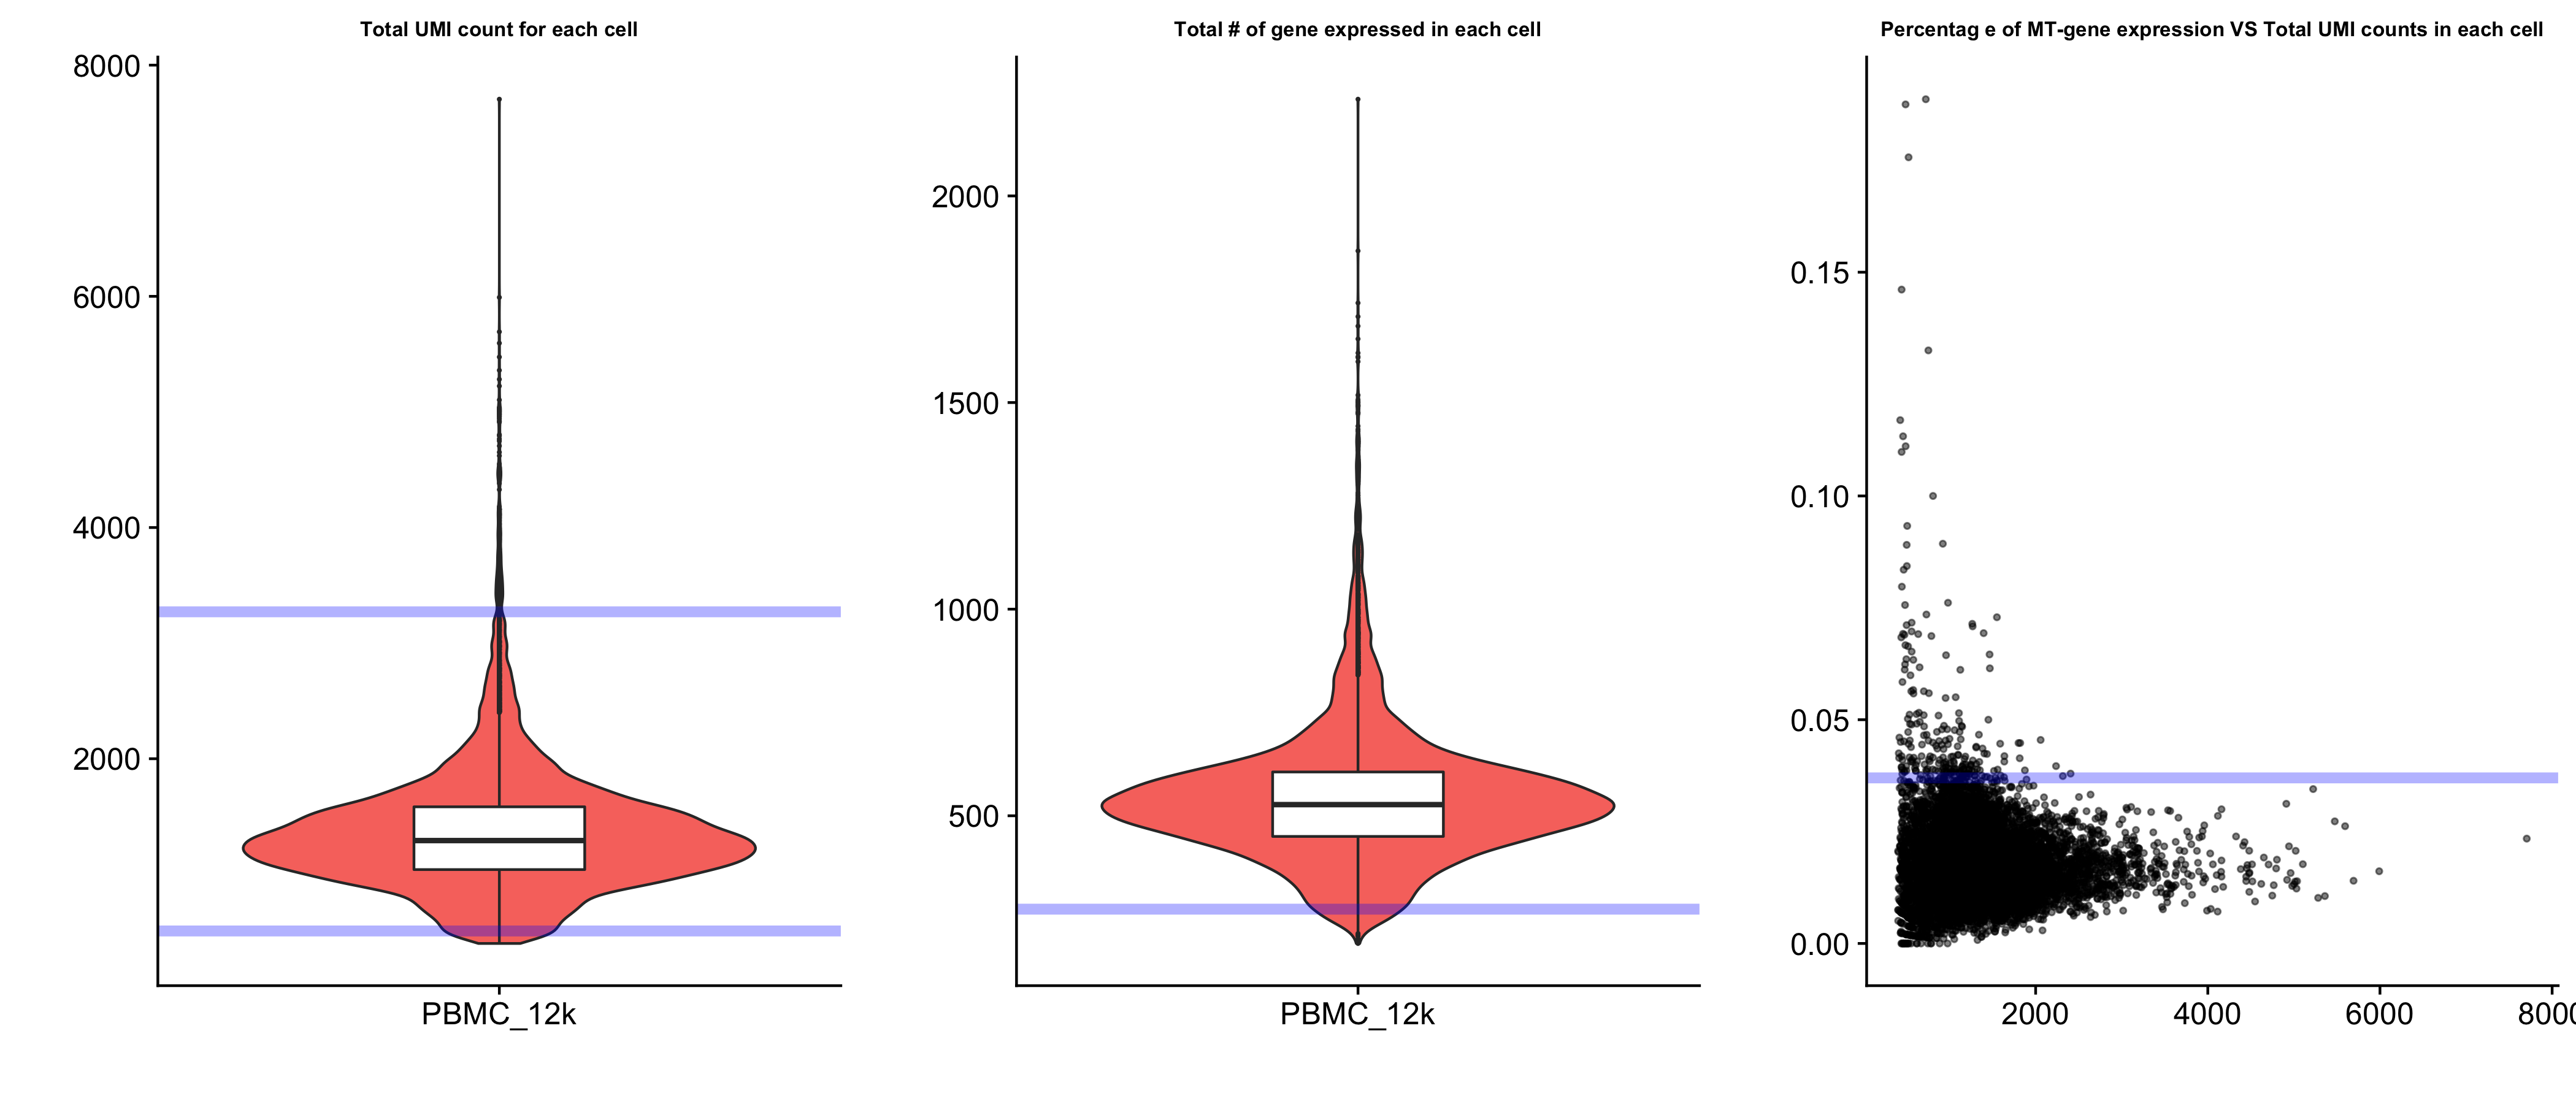 Total UMI count for each cell
8000
6000
4000
2000
PBMC_12k
Total # of gene expressed in each cell
2000
1500
1000
500
PBMC_12k
Percentag e of MT-gene expression VS Total UMI counts in each cell
0.15
0.10
0.05
0.00
2000 4000 6000 8000